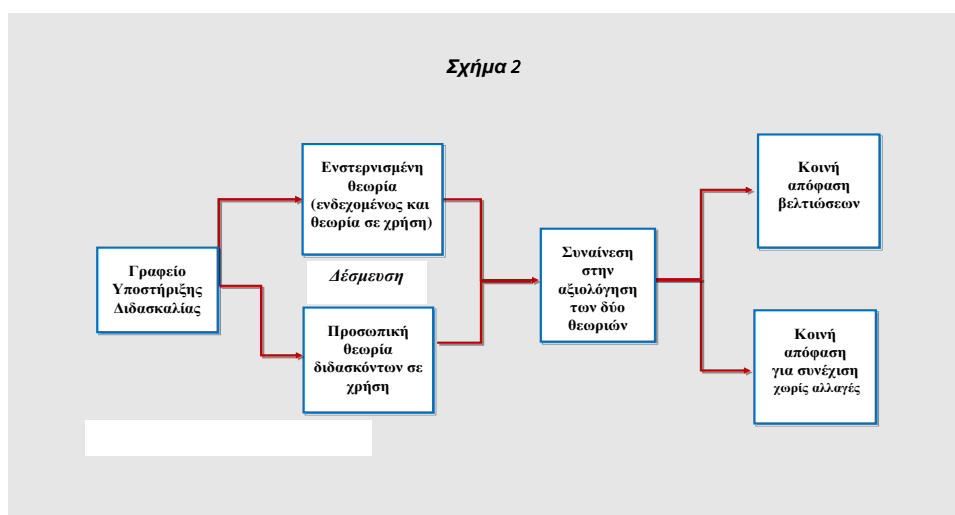 Σχήμα 2
Ενστερνισμένη
θεωρία
(ενδεχομένως και
θεωρία σε χρήση)
Γραφείο
Υποστήριξης
Διδασκαλίας
Δέσμευση
Προσωπική
θεωρία
διδασκόντων σε
χρήση
Συναίνεση
στην
αξιολόγηση
των δύο
θεωριών
Κοινή
απόφαση
βελτιώσεων
Κοινή
απόφαση
για συνέχιση
χωρίς αλλαγές